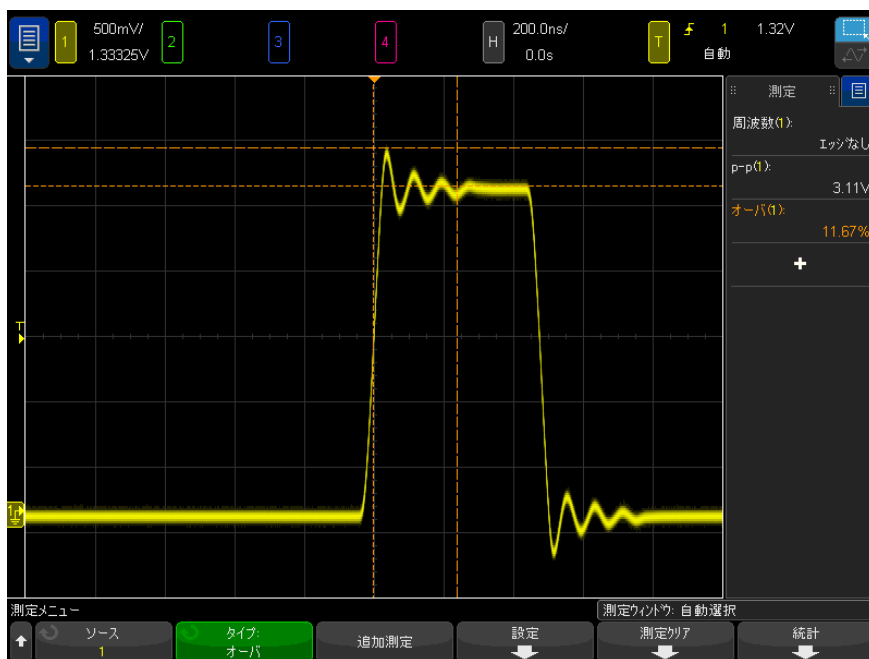 1 500mV/ 2 3 4 H 200.0ns/ T 1 1.32V
1.33325V 0.0s 自動
測定
周波数(1):
エッジなし
p-p(1):
3.11V
オーバ(1):
11.67%
+
T
1
測定メニュー 測定ウィンドウ: 自動選択
ソース タイプ: 追加測定 設定 測定クリア 統計
1 オーバ